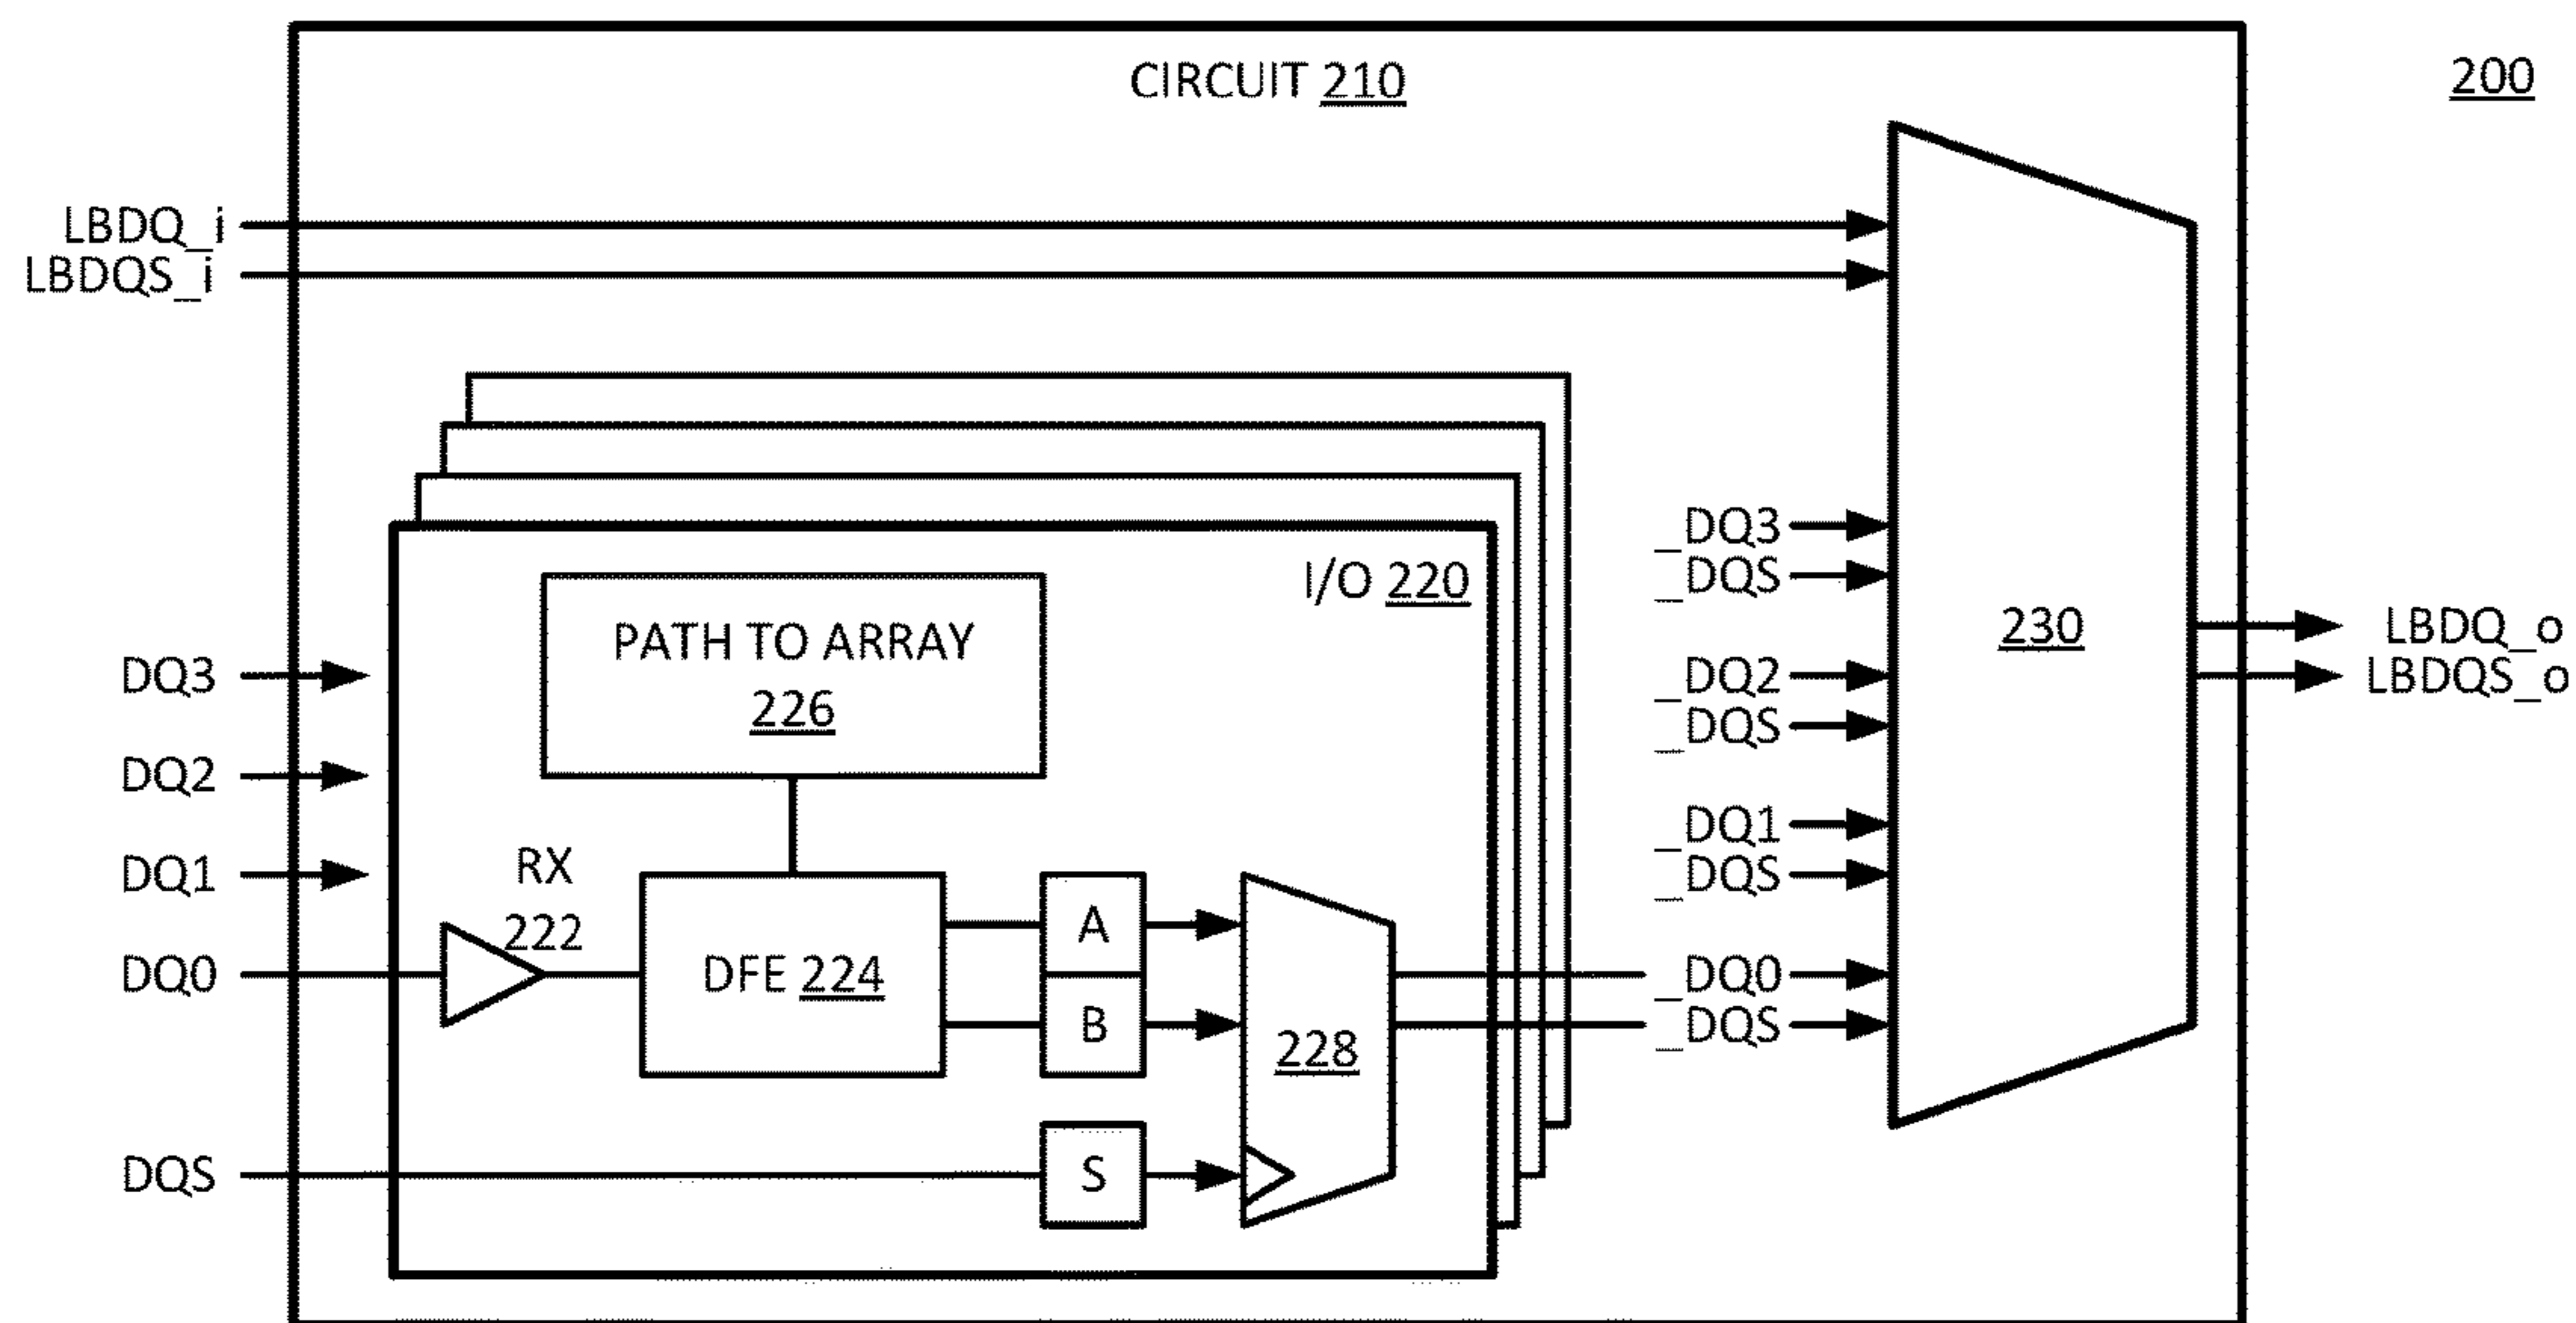 CIRCUIT 210
200
LBDQ_i
LBDQS_i
I/O 220
PATH TO ARRAY
226
DQ3
DQ2
DQ1
DQ0
DQS
RX
222
DFE 224
A
B
S
228
_DQ3
_DQS
_DQ2
_DQS
_DQ1
_DQS
_DQ0
_DQS
230
LBDQ_o
LBDQS_o